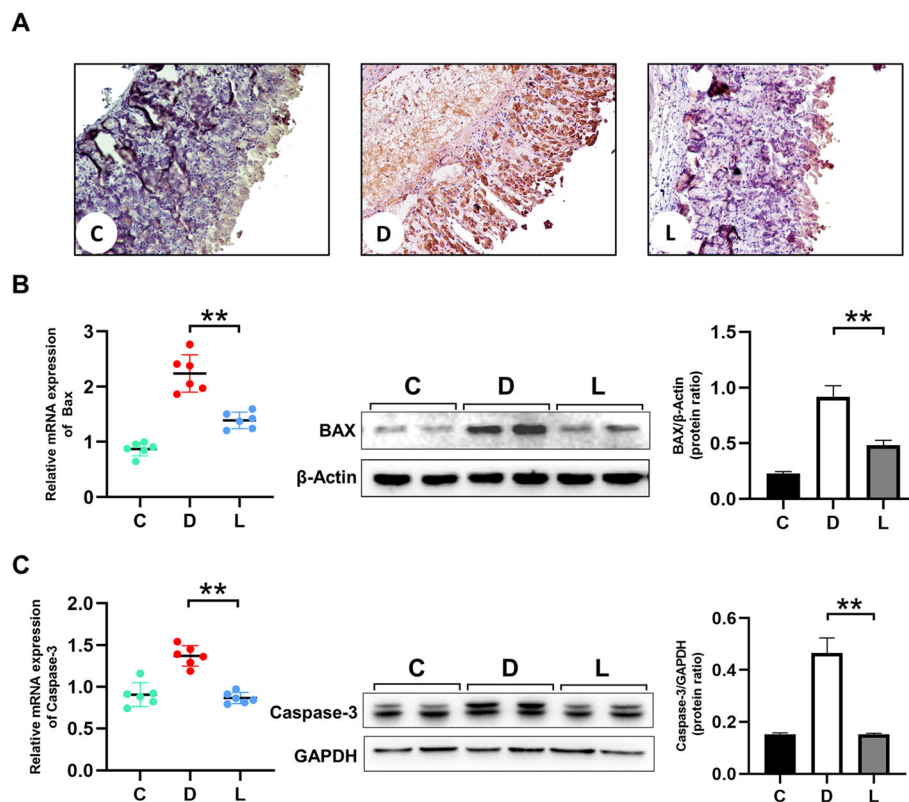 A
C
D
L
B
Relative mRNA expression
of Bax
3
2
1
0
**
C D L
C D L
BAX
β-Actin
BAX/β-Actin
(protein ratio)
1.5
1.0
0.5
0.0
**
C D L
C
Relative mRNA expression
of Caspase-3
2.0
1.5
1.0
0.5
0.0
**
C D L
C D L
Caspase-3
GAPDH
Caspase-3/GAPDH
(protein ratio)
0.6
0.4
0.2
0.0
**
C D L